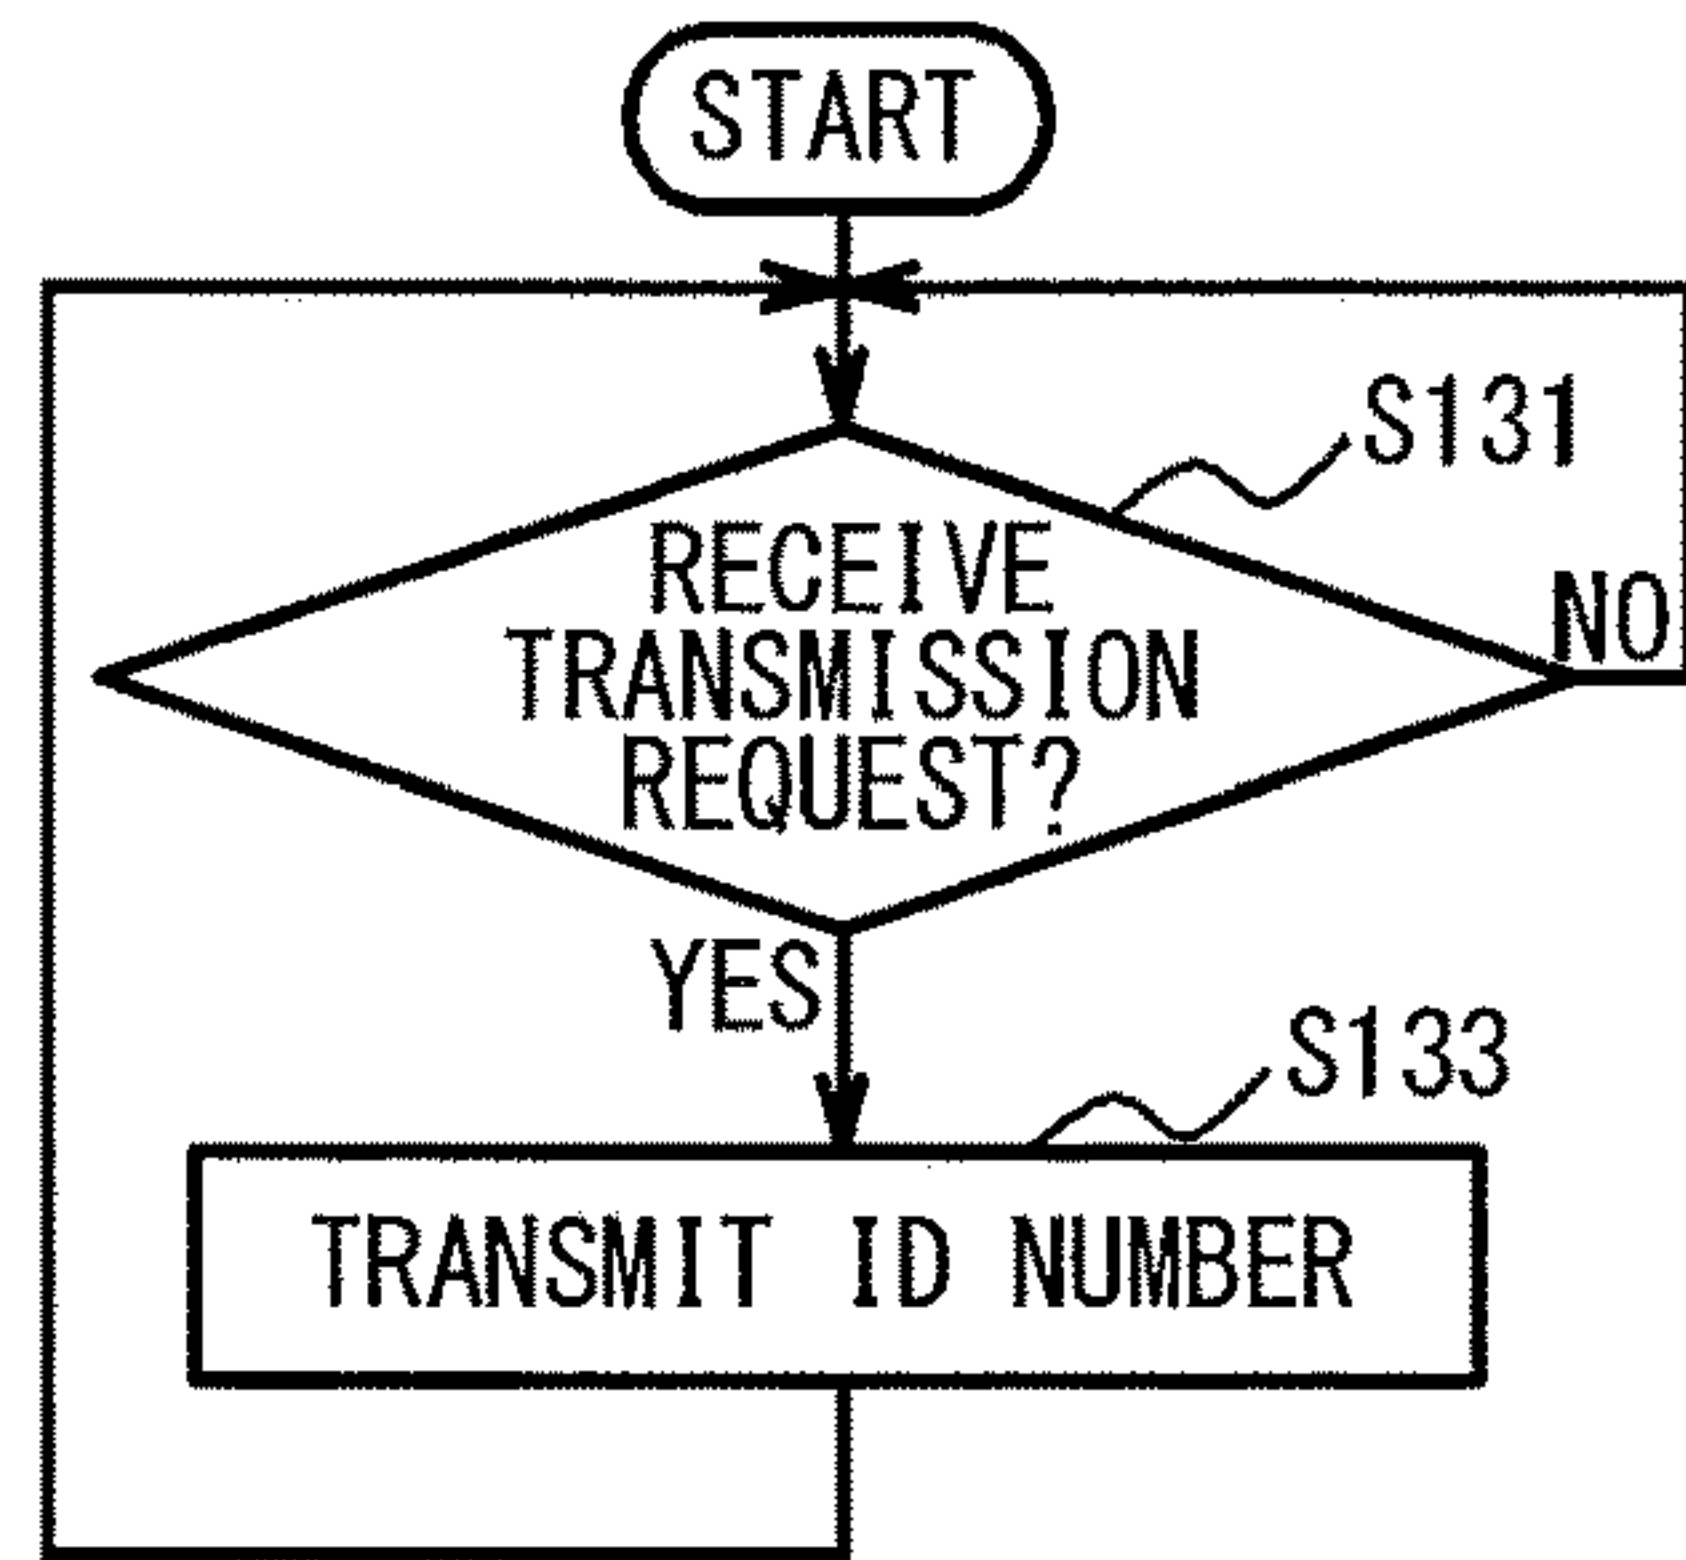 START
S131
RECEIVE
TRANSMISSION
REQUEST?
NO
YES
S133
TRANSMIT ID NUMBER